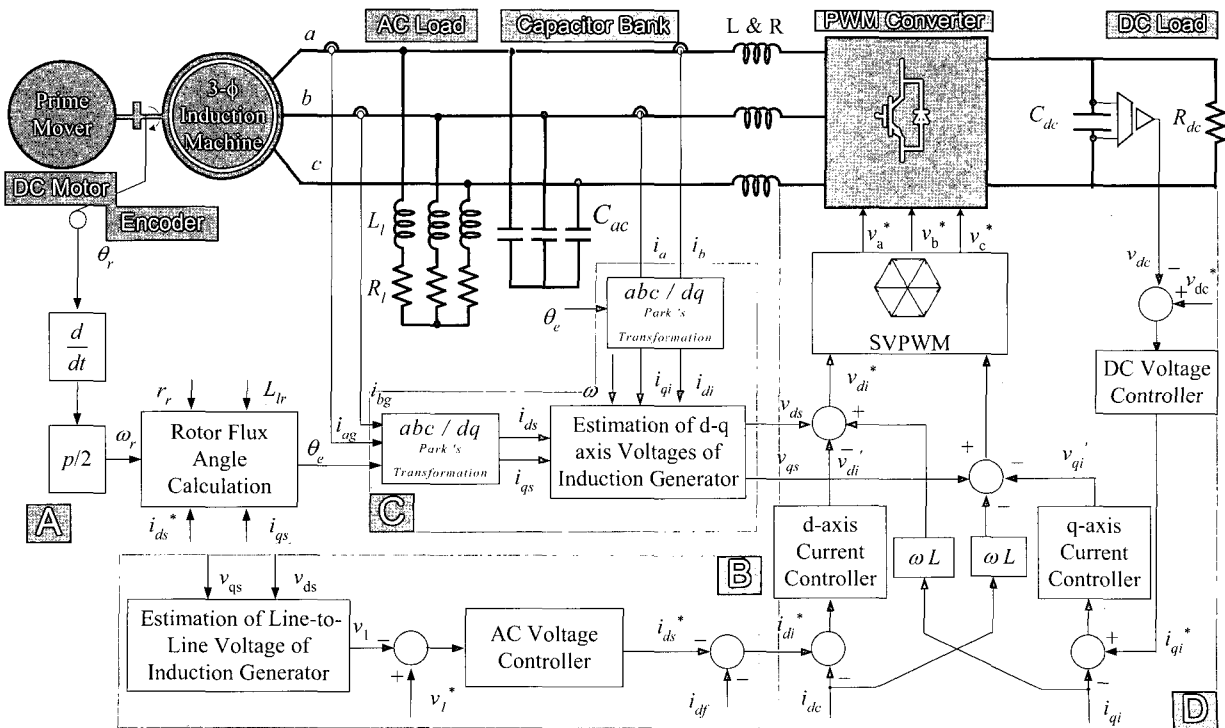 AC Load
Capacitor Bank
L & R
PWM Converter
DC Load
a
b
c
Prime
Mover
3-ϕ
Induction
Machine
DC Motor
Encoder
θr
L_l
R_l
C_ac
i_a
i_b
C_dc
R_dc
v_a*
v_b*
v_c*
v_dc
−
+
v_dc*
SVPWM
abc / dq
Park's
Transformation
θe
d
dt
p/2
ωr
r_r
L_lr
Rotor Flux
Angle
Calculation
θe
i_ds*
i_qs
A
i_bg
i_ag
abc / dq
Park's
Transformation
i_ds
i_qs
C
ω
i_qi
i_di
Estimation of d-q
axis Voltages of
Induction Generator
v_ds
v_qs
v_di*
+
−
v_di'
+
−
−
v_qi'
DC Voltage
Controller
d-axis
Current
Controller
ω L
ω L
q-axis
Current
Controller
B
v_qs
v_ds
Estimation of Line-to-
Line Voltage of
Induction Generator
v_l
−
+
v_l*
AC Voltage
Controller
i_ds*
−
−
i_df
i_di*
−
i_dc
+
−
i_qi*
i_qi
D